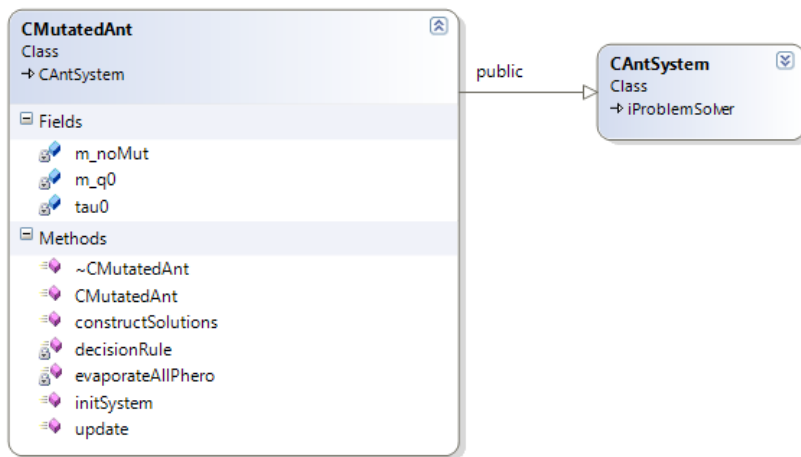 CMutatedAnt
Class
CAntSystem
Fields
m_noMut
m_q0
tau0
Methods
~CMutatedAnt
CMutatedAnt
constructSolutions
decisionRule
evaporateAllPhero
initSystem
update
public
CAntSystem
Class
iProblemSolver